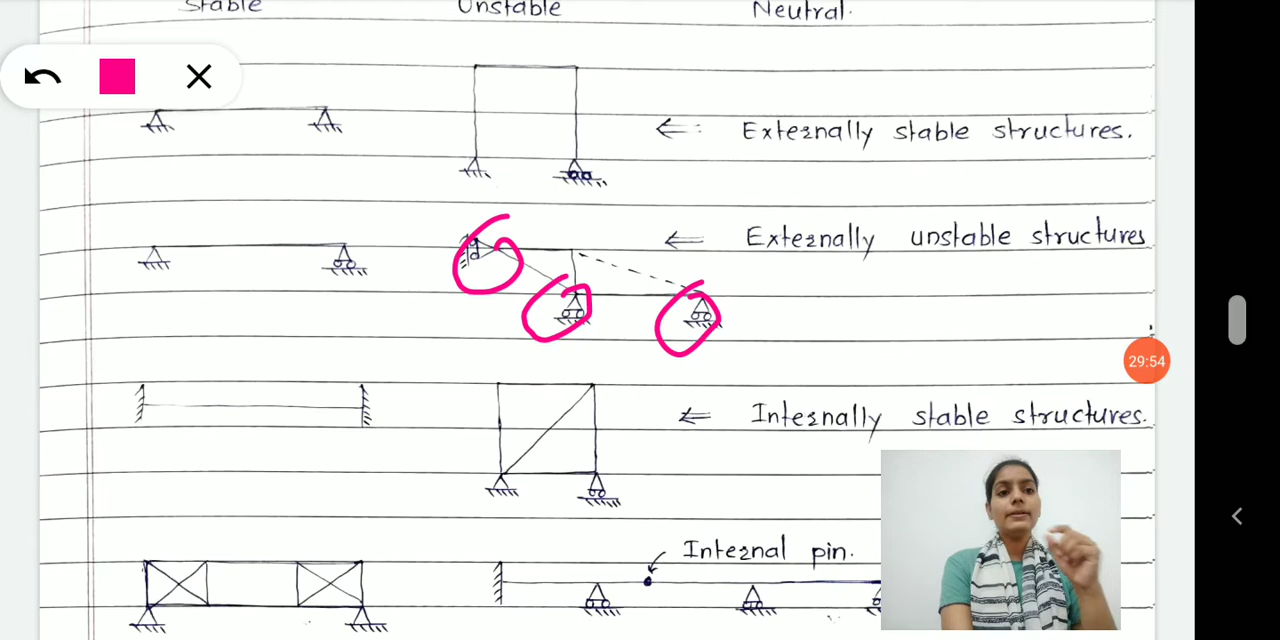 Stable Unstable Neutral.
Externally stable structures.
Externally unstable structures
29:54
Internally stable structures.
Internal pin.